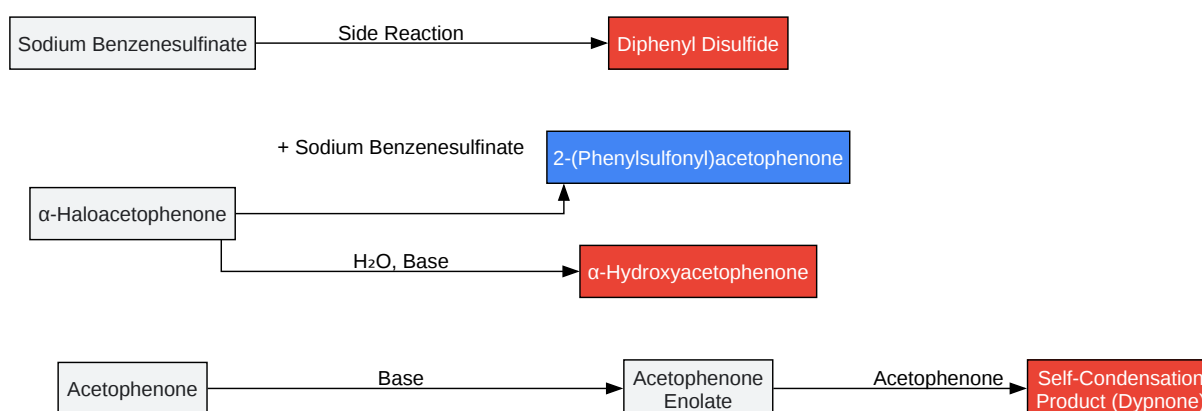 Sodium Benzenesulfinate
Side Reaction
Diphenyl Disulfide
+ Sodium Benzenesulfinate
2-(Phenylsulfonyl)acetophenone
α-Haloacetophenone
H₂O, Base
α-Hydroxyacetophenone
Acetophenone
Base
Acetophenone
Enolate
Acetophenone
Self-Condensation
Product (Dypnone